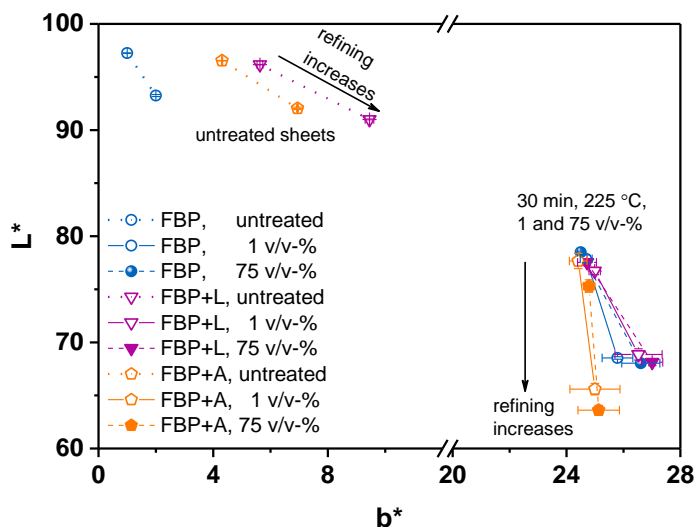 100
90
80
70
60
L*
0
4
8
20
24
28
b*
refining
increases
untreated sheets
FBP, untreated
FBP, 1 v/v-%
FBP, 75 v/v-%
FBP+L, untreated
FBP+L, 1 v/v-%
FBP+L, 75 v/v-%
FBP+A, untreated
FBP+A, 1 v/v-%
FBP+A, 75 v/v-%
30 min, 225 °C,
1 and 75 v/v-%
refining
increases